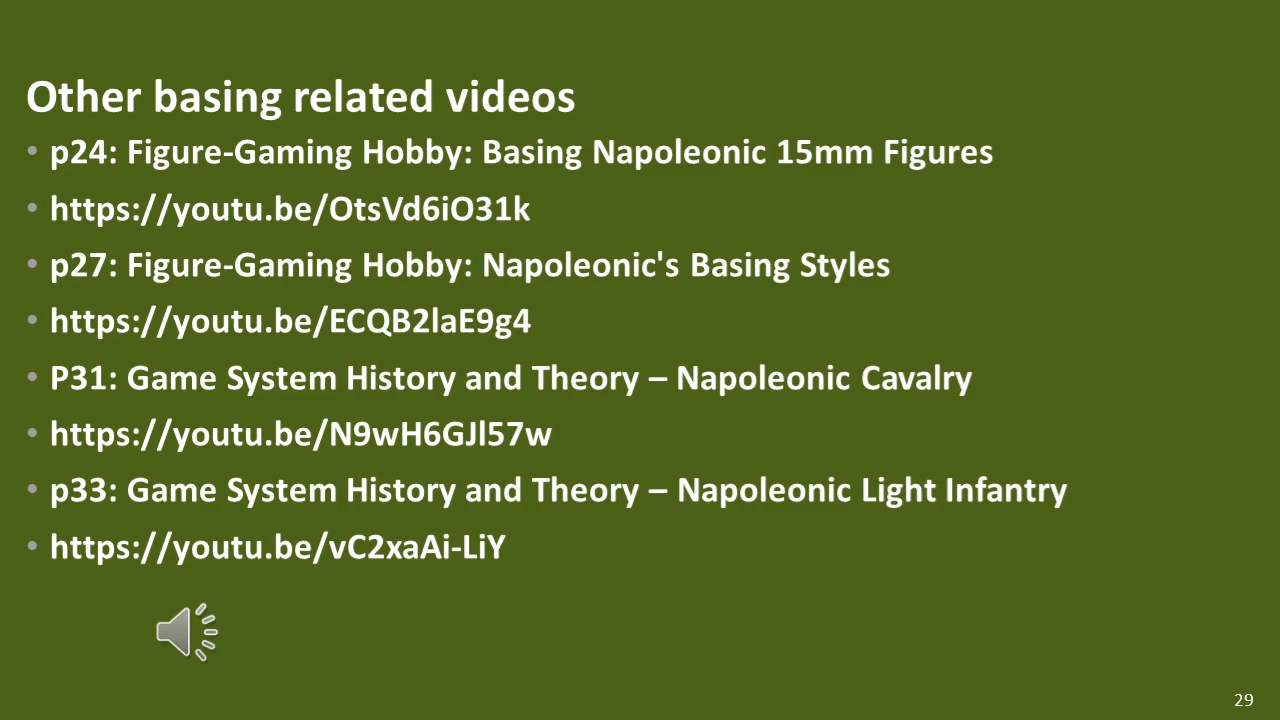 Other basing related videos
• p24: Figure-Gaming Hobby: Basing Napoleonic 15mm Figures
• https://youtu.be/OtsVd6iO31k
• p27: Figure-Gaming Hobby: Napoleonic's Basing Styles
• https://youtu.be/ECQB2laE9g4
• P31: Game System History and Theory – Napoleonic Cavalry
• https://youtu.be/N9wH6GJl57w
• p33: Game System History and Theory – Napoleonic Light Infantry
• https://youtu.be/vC2xaAi-LiY
29